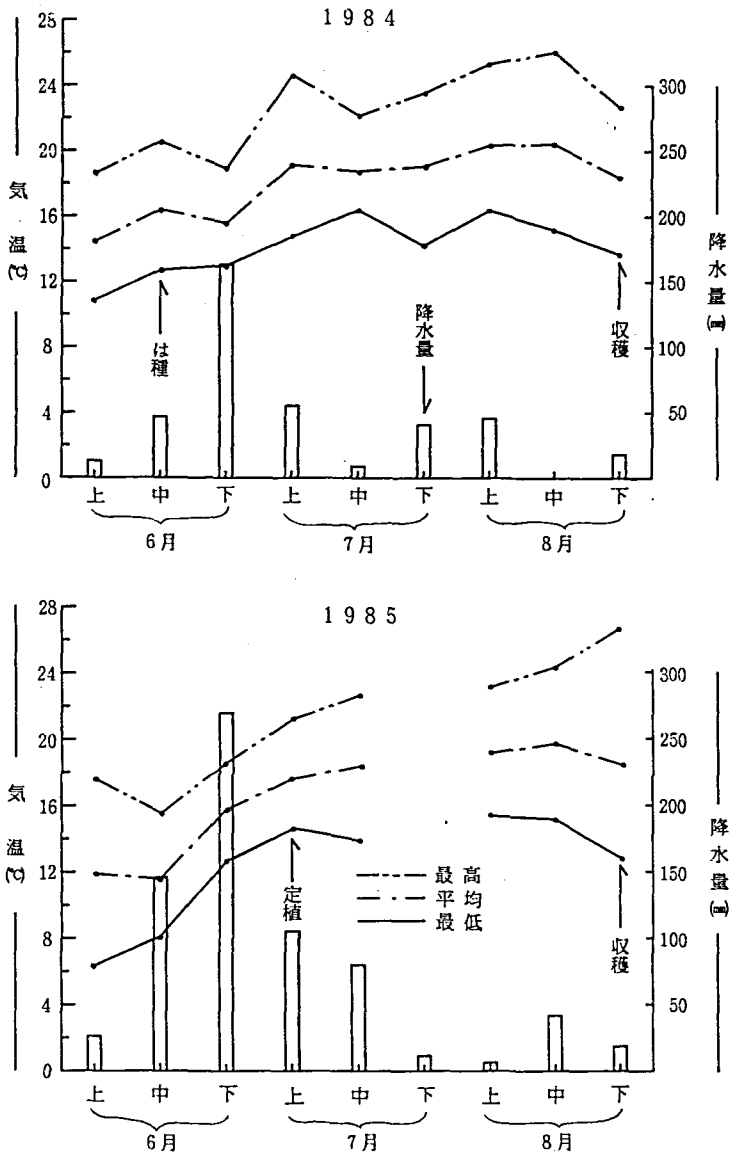 1984
28
24
20
16
12
8
4
0
気温(℃)
300
250
200
150
100
50
降水量(㎜)
は種
降水量
収穫
上 中 下 上 中 下 上 中 下
6月 7月 8月
1985
28
24
20
16
12
8
4
0
気温(℃)
300
250
200
150
100
50
降水量(㎜)
定植
最高
平均
最低
収穫
上 中 下 上 中 下 上 中 下
6月 7月 8月